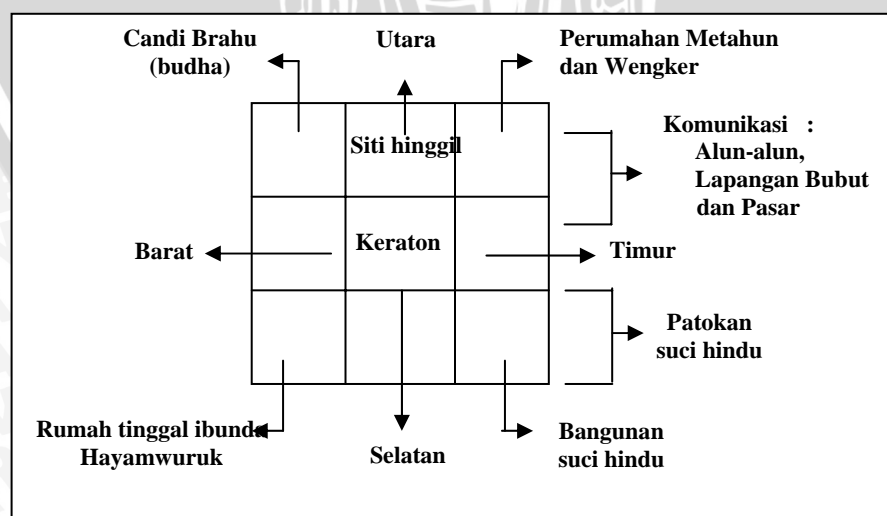 Candi Brahu
(budha)
Utara
Perumahan Metahun
dan Wengker
Siti hinggil
Komunikasi :
Alun-alun,
Lapangan Bubut
dan Pasar
Barat
Keraton
Timur
Patokan
suci hindu
Rumah tinggal ibunda
Hayamwuruk
Selatan
Bangunan
suci hindu